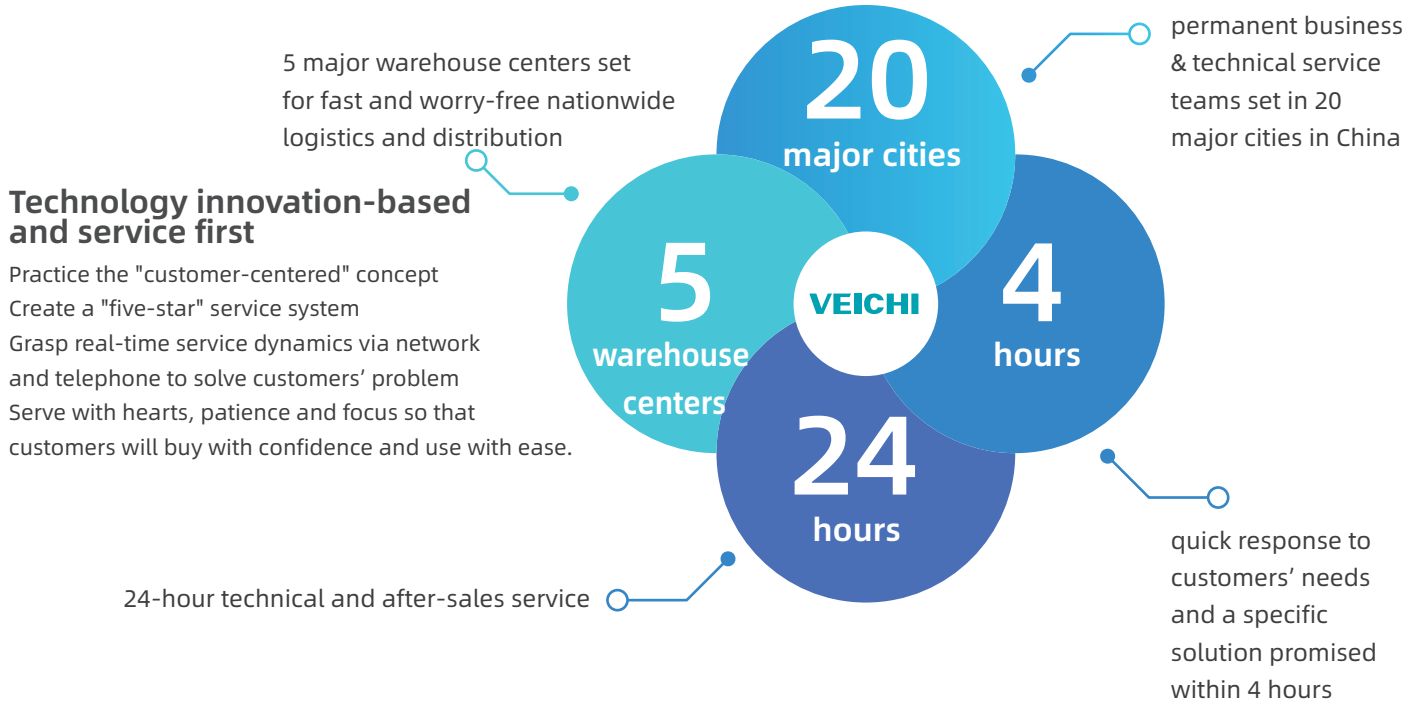 5 major warehouse centers set
for fast and worry-free nationwide
logistics and distribution
20
major cities
permanent business
& technical service
teams set in 20
major cities in China
Technology innovation-based
and service first
Practice the "customer-centered" concept
Create a "five-star" service system
Grasp real-time service dynamics via network
and telephone to solve customers’ problem
Serve with hearts, patience and focus so that
customers will buy with confidence and use with ease.
5
warehouse
centers
VEICHI
4
hours
24
hours
24-hour technical and after-sales service
quick response to
customers’ needs
and a specific
solution promised
within 4 hours